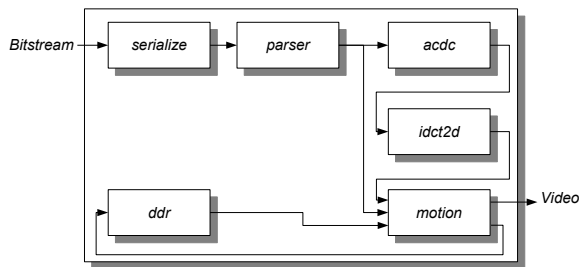 Bitstream
serialize
parser
acdc
idct2d
ddr
motion
Video